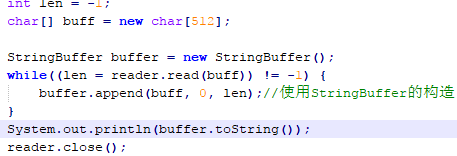 int len = -1;
char[] buff = new char[512];
StringBuffer buffer = new StringBuffer();
while((len = reader.read(buff)) != -1) {
buffer.append(buff, 0, len);//使用StringBuffer的构造
}
System.out.println(buffer.toString());
reader.close();